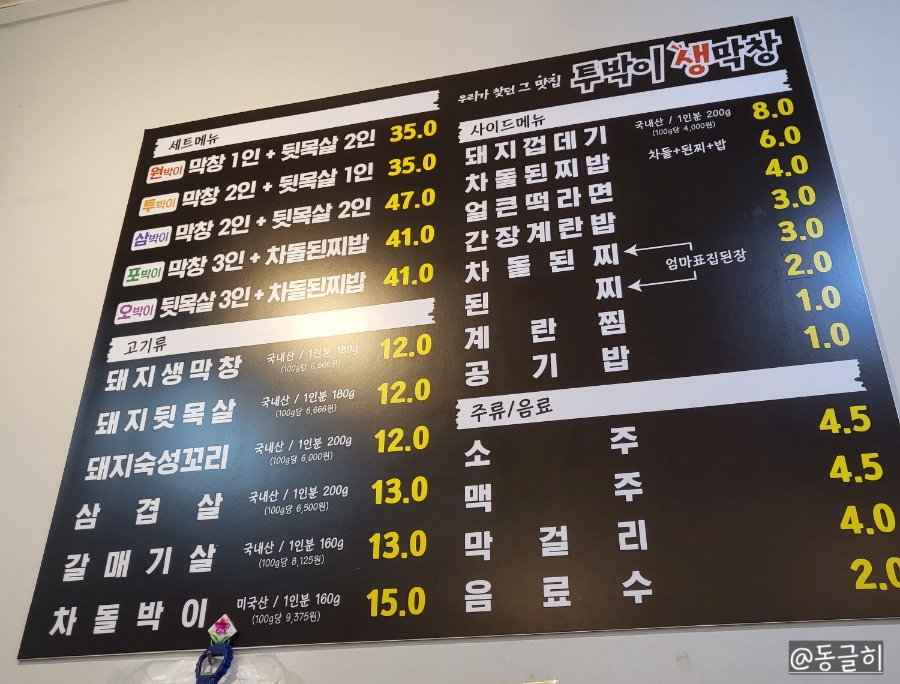 우리가 찾던 그 맛집 투박이 생막창
세트메뉴
원박이 막창 1인 + 뒷목살 2인 35.0
투박이 막창 2인 + 뒷목살 1인 35.0
삼박이 막창 2인 + 뒷목살 2인 47.0
포박이 막창 3인 + 차돌된찌밥 41.0
오박이 뒷목살 3인 + 차돌된찌밥 41.0
고기류
돼지생막창 국내산 / 1인분 180g 12.0
(100g당 6,666원)
돼지뒷목살 국내산 / 1인분 180g 12.0
(100g당 6,666원)
돼지숙성꼬리 국내산 / 1인분 200g 12.0
(100g당 6,000원)
삼겹살 국내산 / 1인분 200g 13.0
(100g당 6,500원)
갈매기살 국내산 / 1인분 160g 13.0
(100g당 8,125원)
차돌박이 미국산 / 1인분 160g 15.0
(100g당 9,375원)
사이드메뉴
돼지껍데기 국내산 / 1인분 200g 8.0
(100g당 4,000원)
차돌된찌밥 차돌+된찌+밥 6.0
얼큰떡라면 4.0
간장계란밥 3.0
차돌된찌 3.0
엄마표집된장
된찌 2.0
계란찜 1.0
공기밥 1.0
주류/음료
소주 4.5
맥주 4.5
막걸리 4.0
음료수 2.0
@동글히